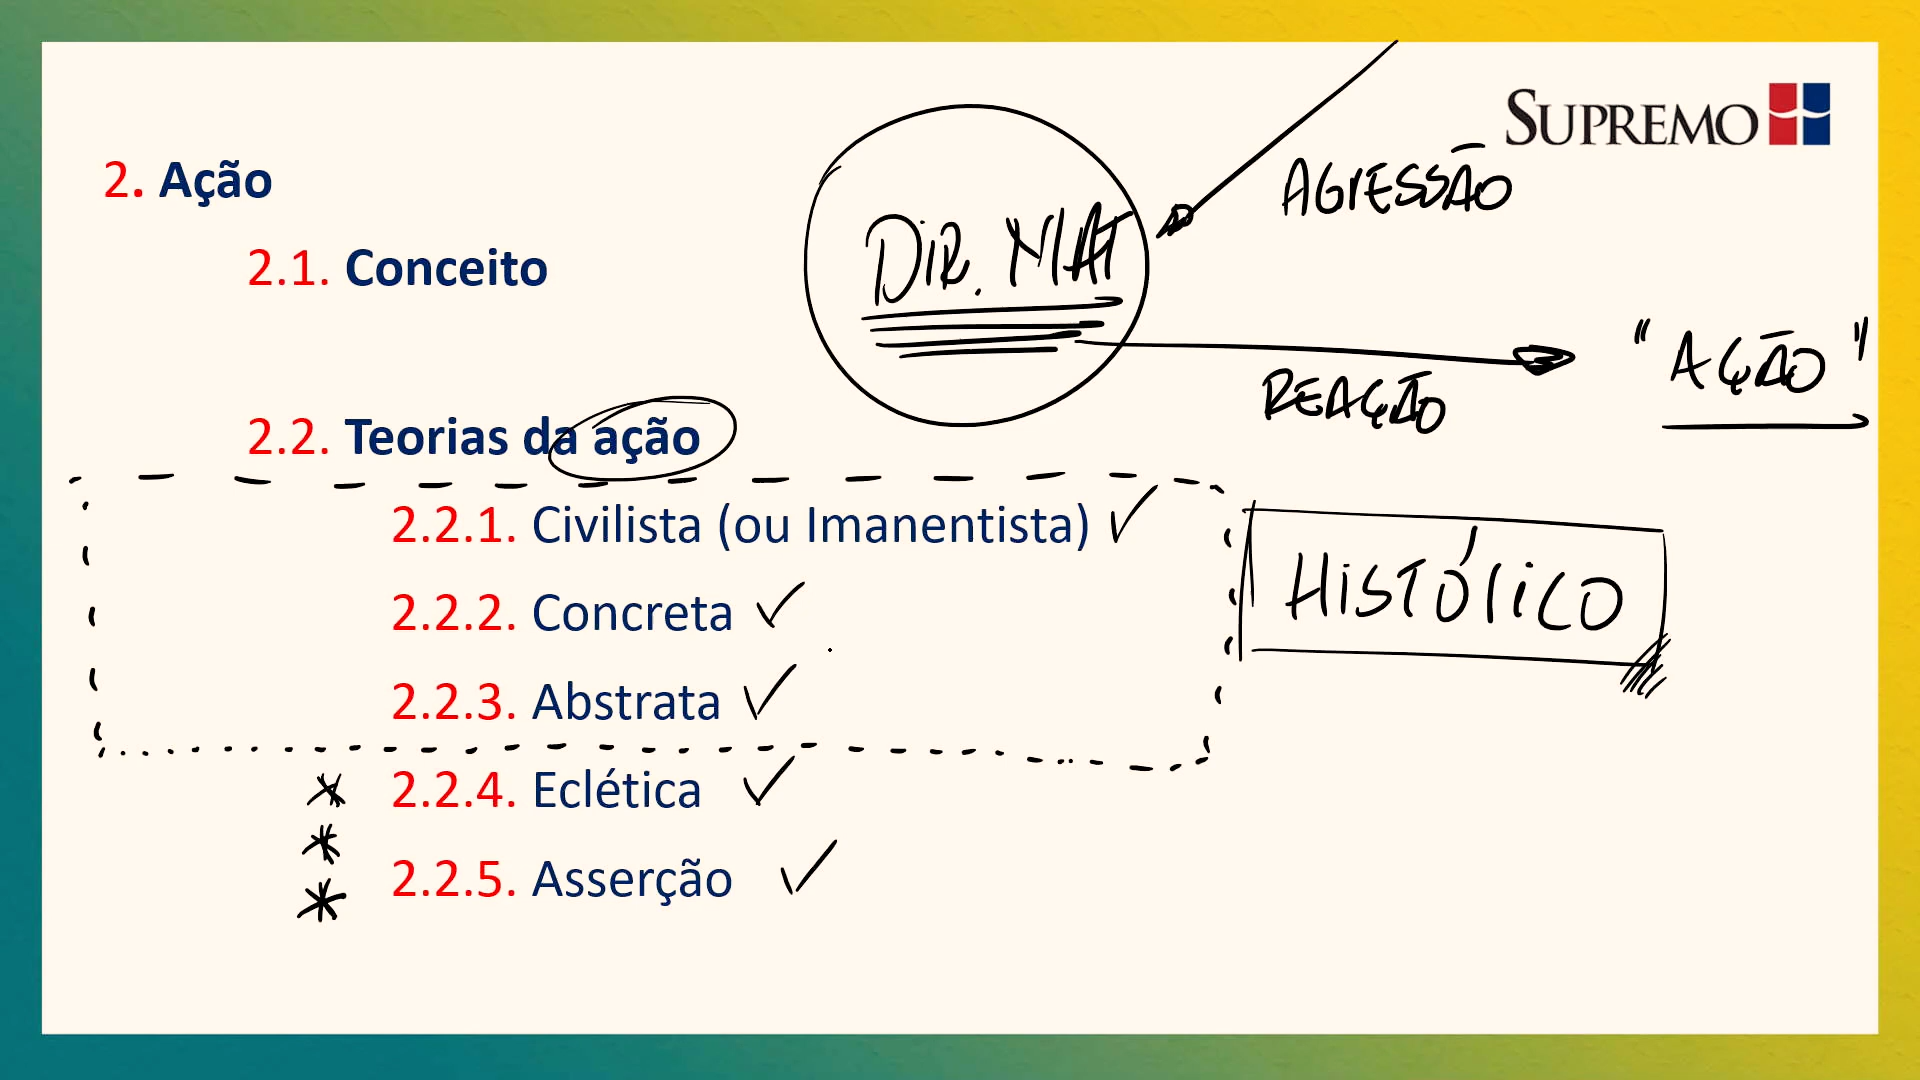 SUPREMO
2. Ação
AGRESSÃO
2.1. Conceito
DIR. MAT
"AÇÃO"
REAÇÃO
2.2. Teorias da ação
2.2.1. Civilista (ou Imanentista)
HISTÓRICO
2.2.2. Concreta
2.2.3. Abstrata
2.2.4. Eclética
2.2.5. Asserção